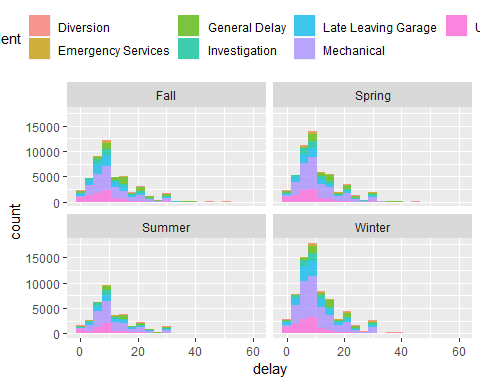 Diversion General Delay Late Leaving Garage
Emergency Services Investigation Mechanical
Fall Spring
15000
10000
5000
0
Summer Winter
15000
10000
5000
0
0 20 40 60 0 20 40 60
delay
count